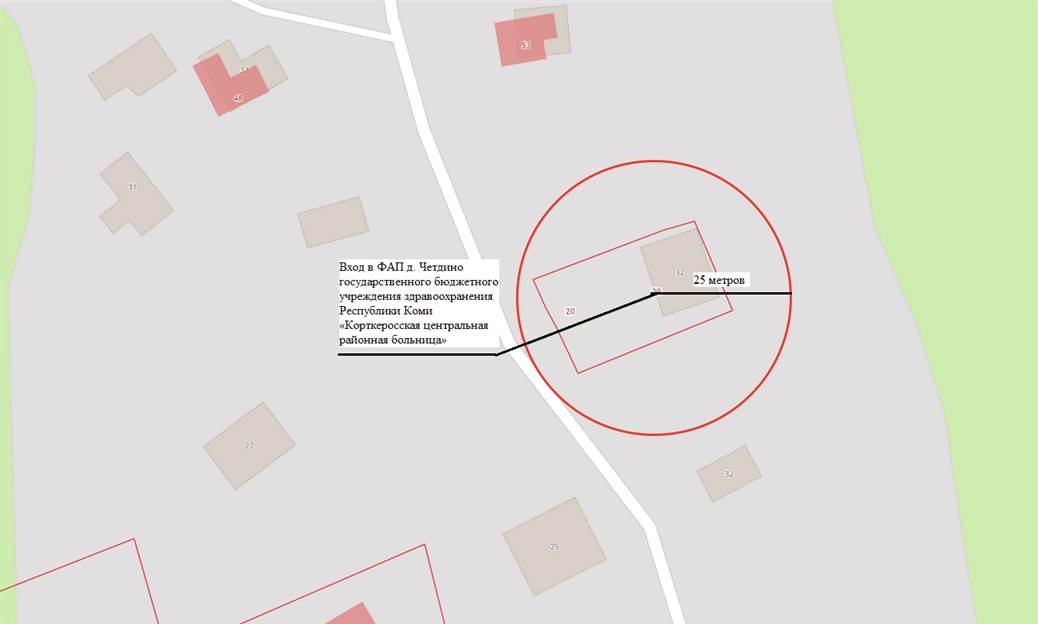 53
33
48
31
Вход в ФАП д. Четдино
государственного бюджетного
учреждения здравоохранения
Республики Коми
«Корткеросская центральная
районная больница»
32
25 метров
20
27
32
25